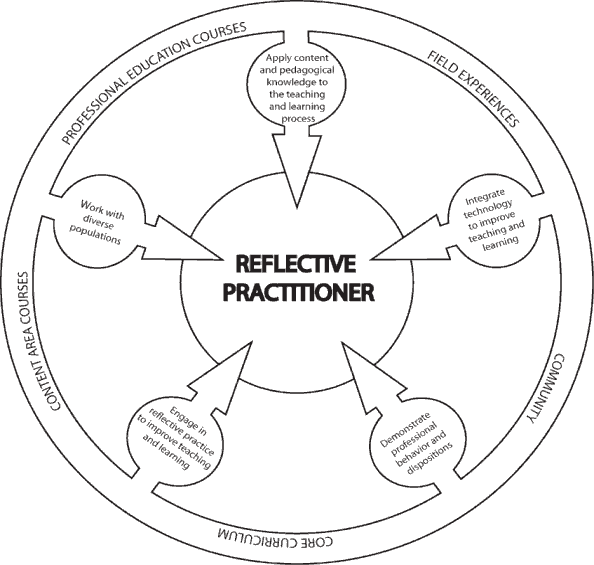 PROFESSIONAL EDUCATION COURSES
FIELD EXPERIENCES
Apply content
and pedagogical
knowledge to
the teaching
and learning
process
Work with
diverse
populations
Integrate
technology
to improve
teaching and
learning
REFLECTIVE
PRACTITIONER
CONTENT AREA COURSES
COMMUNITY
Engage in
reflective practice
to improve teaching
and learning
Demonstrate
professional
behavior and
dispositions
CORE CURRICULUM